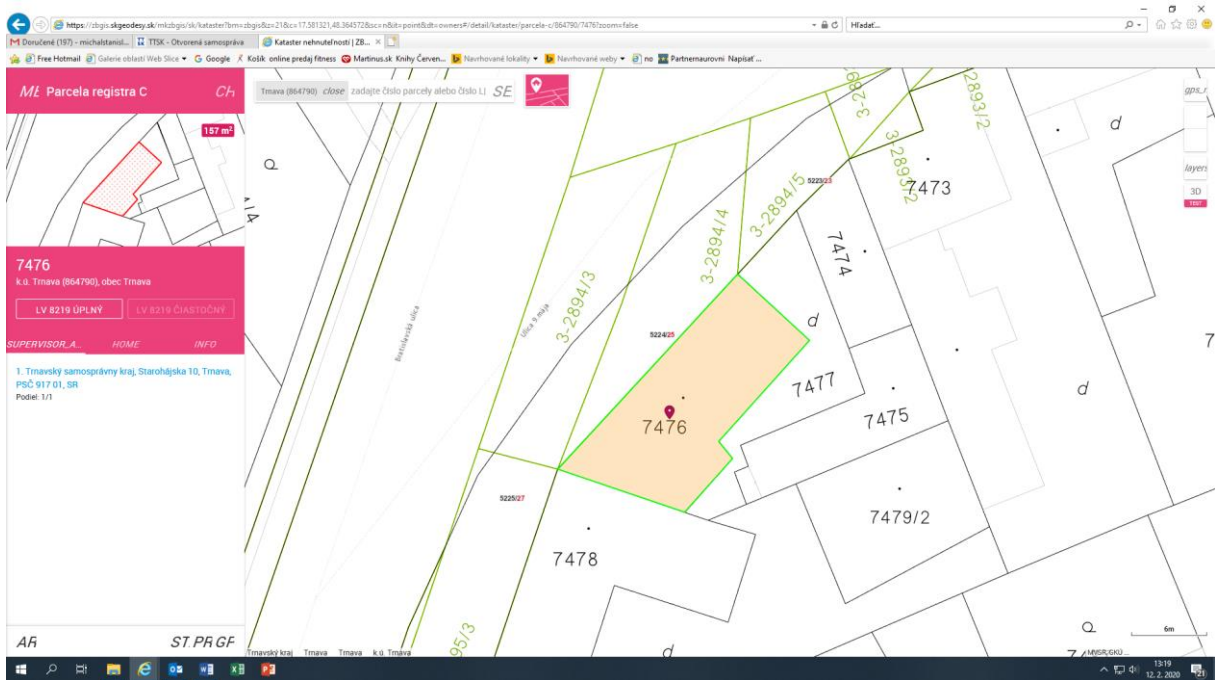 https://zbgis.skgeodesy.sk/mkzbgis/sk/kataster?bm=zbgis&z=21&c=17.581321,48.364572&sc=n&it=point&dt=owners#/detail/kataster/parcela-c/864790/7476?zoom=false
Hľadať...
Doručené (197) - michalstanisl...
TTSK - Otvorená samospráva
Kataster nehnuteľností | ZB...
Free Hotmail
Galerie oblastí Web Slice
Google
Košík online predaj fitness
Martinus.sk Knihy Červen...
Navrhované lokality
Navrhované weby
no
Partnernaurovni Napísať ...
Parcela registra C
CH
157 m²
7476
k.ú. Trnava (864790), obec Trnava
LV 8219 ÚPLNÝ
LV 8219 ČIASTOČNÝ
SUPERVISOR_A...
HOME
INFO
1. Trnavský samosprávny kraj, Starohájska 10, Trnava,
PSČ 917 01, SR
Podiel: 1/1
ST PR GF
Trnava (864790)
close
zadajte číslo parcely alebo číslo L
SE
layers
3D
TEST
3-2893/2
7473
5223/23
3-2894/5
3-2894/4
7474
3-2894/3
Ulica 9. mája
Bratislavská ulica
5224/25
d
7477
7475
7476
d
d
5225/27
7479/2
7478
95/3
d
6m
Trnavský kraj
Trnava
Trnava
k.ú. Trnava
13:19
12. 2. 2020
21